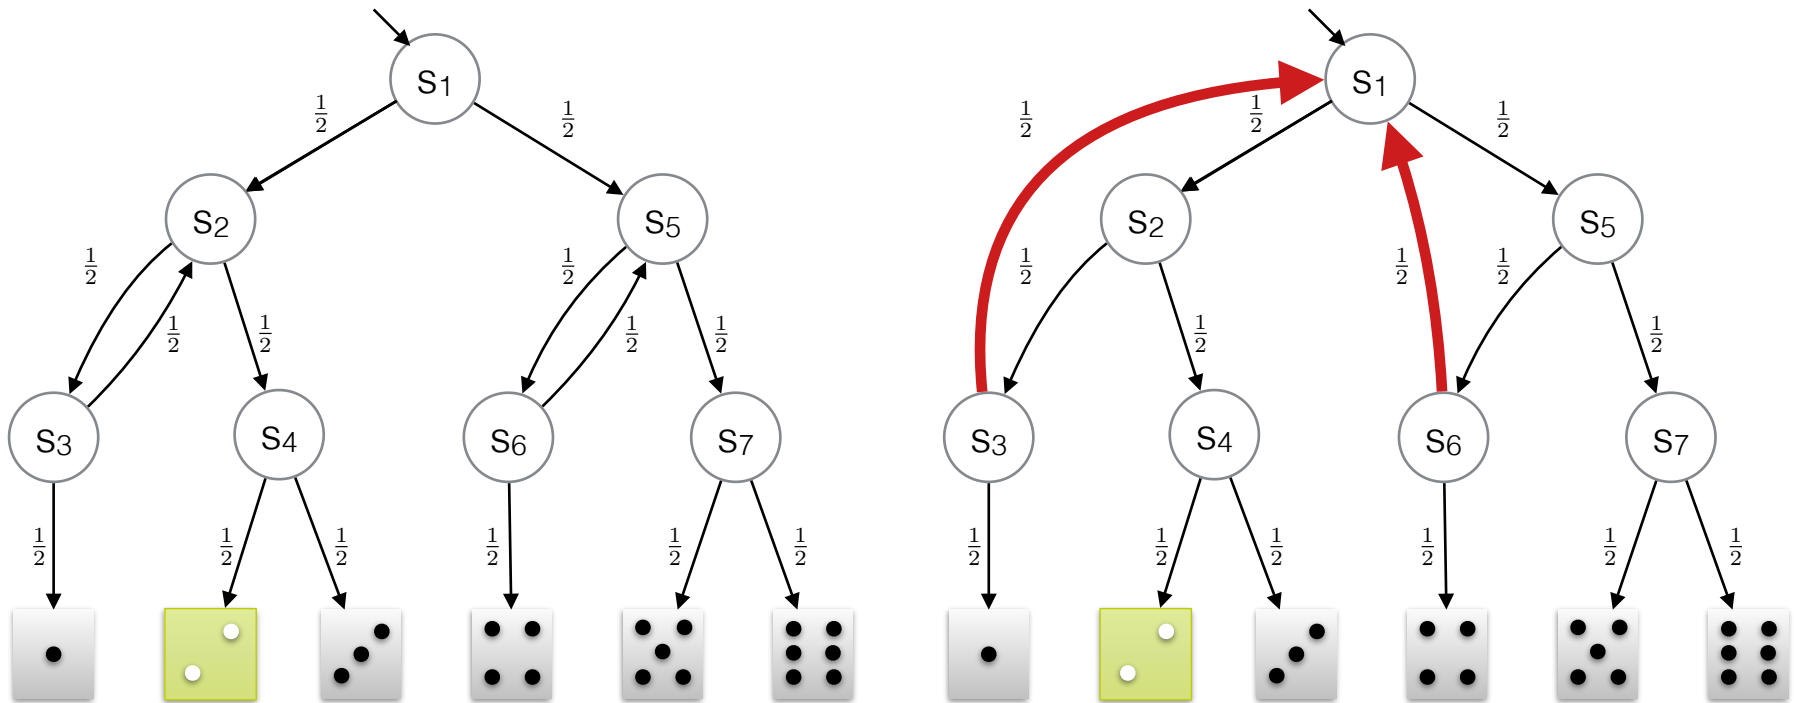 S1 S1
1/2 1/2 1/2 1/2 1/2
S2 S5 S2 S5
1/2 1/2 1/2 1/2 1/2
1/2 1/2 1/2 1/2 1/2 1/2
S3 S4 S6 S7 S3 S4 S6 S7
1/2 1/2 1/2 1/2 1/2 1/2 1/2 1/2 1/2 1/2 1/2 1/2